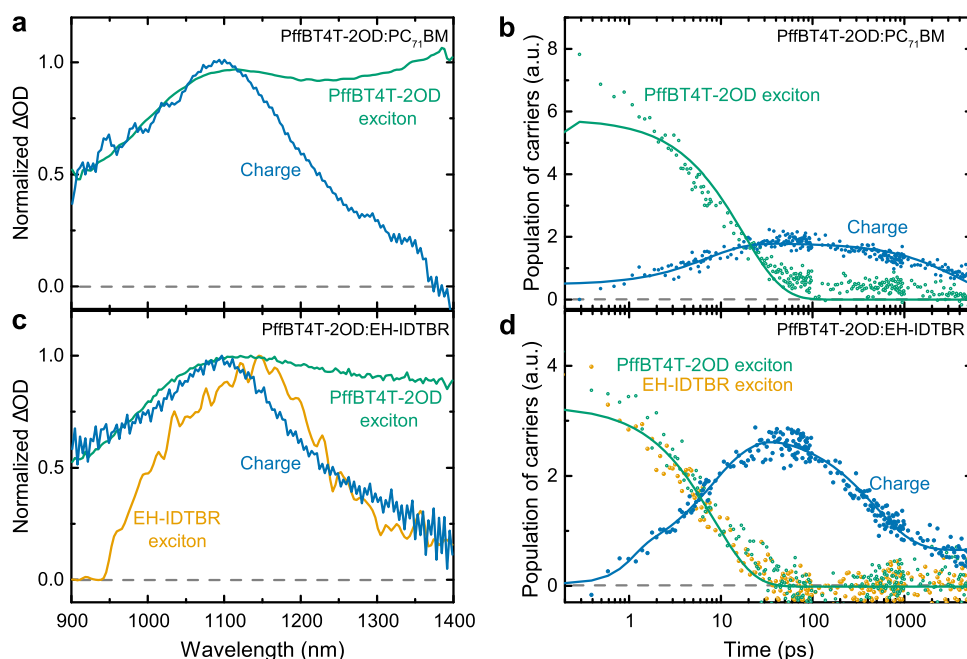 a
PffBT4T-2OD:PC₇₁BM
1.0
0.5
0.0
Normalized ΔOD
PffBT4T-2OD
exciton
Charge
b
PffBT4T-2OD:PC₇₁BM
8
6
4
2
0
Population of carriers (a.u.)
PffBT4T-2OD exciton
Charge
c
PffBT4T-2OD:EH-IDTBR
1.0
0.5
0.0
Normalized ΔOD
PffBT4T-2OD
exciton
Charge
EH-IDTBR
exciton
900 1000 1100 1200 1300 1400
Wavelength (nm)
d
PffBT4T-2OD:EH-IDTBR
4
2
0
Population of carriers (a.u.)
PffBT4T-2OD exciton
EH-IDTBR exciton
Charge
1 10 100 1000
Time (ps)